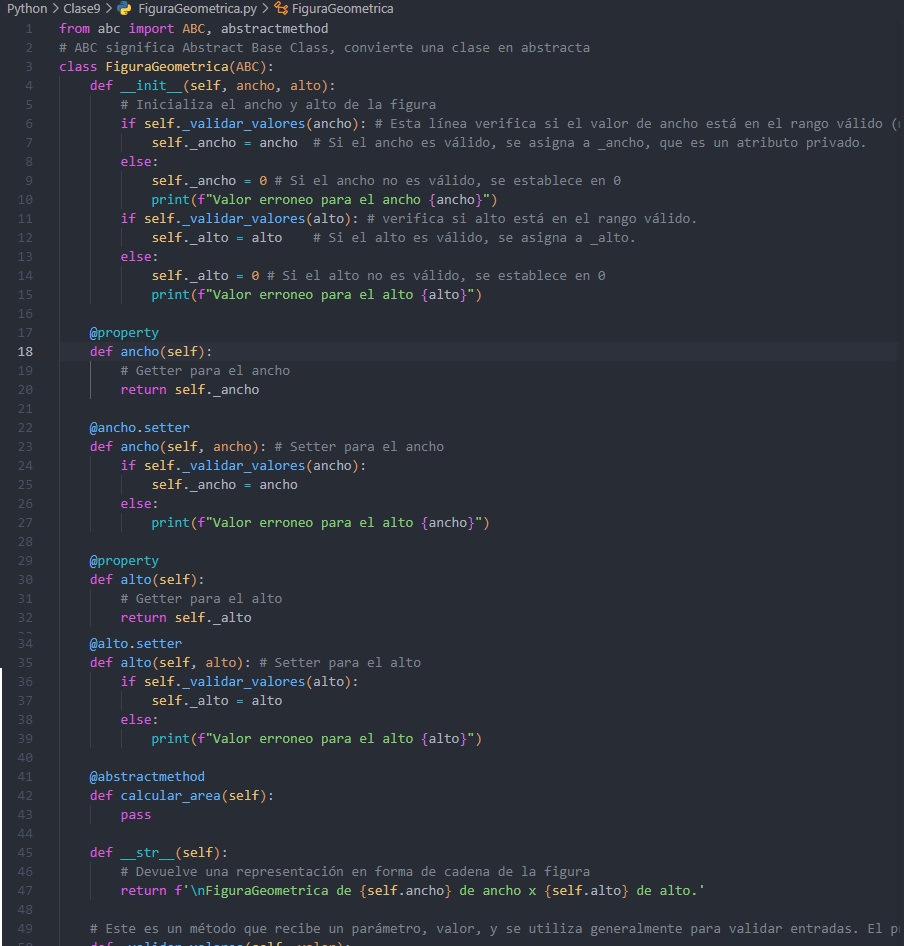 Python > Clase9 > FiguraGeometrica.py > FiguraGeometrica
1 from abc import ABC, abstractmethod
2 # ABC significa Abstract Base Class, convierte una clase en abstracta
3 class FiguraGeometrica(ABC):
4     def __init__(self, ancho, alto):
5         # Inicializa el ancho y alto de la figura
6         if self._validar_valores(ancho): # Esta línea verifica si el valor de ancho está en el rango válido (
7             self._ancho = ancho  # Si el ancho es válido, se asigna a _ancho, que es un atributo privado.
8         else:
9             self._ancho = 0 # Si el ancho no es válido, se establece en 0
10             print(f"Valor erroneo para el ancho {ancho}")
11         if self._validar_valores(alto): # verifica si alto está en el rango válido.
12             self._alto = alto    # Si el alto es válido, se asigna a _alto.
13         else:
14             self._alto = 0 # Si el alto no es válido, se establece en 0
15             print(f"Valor erroneo para el alto {alto}")
16
17     @property
18     def ancho(self):
19         # Getter para el ancho
20         return self._ancho
21
22     @ancho.setter
23     def ancho(self, ancho): # Setter para el ancho
24         if self._validar_valores(ancho):
25             self._ancho = ancho
26         else:
27             print(f"Valor erroneo para el alto {ancho}")
28
29     @property
30     def alto(self):
31         # Getter para el alto
32         return self._alto
34     @alto.setter
35     def alto(self, alto): # Setter para el alto
36         if self._validar_valores(alto):
37             self._alto = alto
38         else:
39             print(f"Valor erroneo para el alto {alto}")
40
41     @abstractmethod
42     def calcular_area(self):
43         pass
44
45     def __str__(self):
46         # Devuelve una representación en forma de cadena de la figura
47         return f'\nFiguraGeometrica de {self.ancho} de ancho x {self.alto} de alto.'
48
49     # Este es un método que recibe un parámetro, valor, y se utiliza generalmente para validar entradas. El